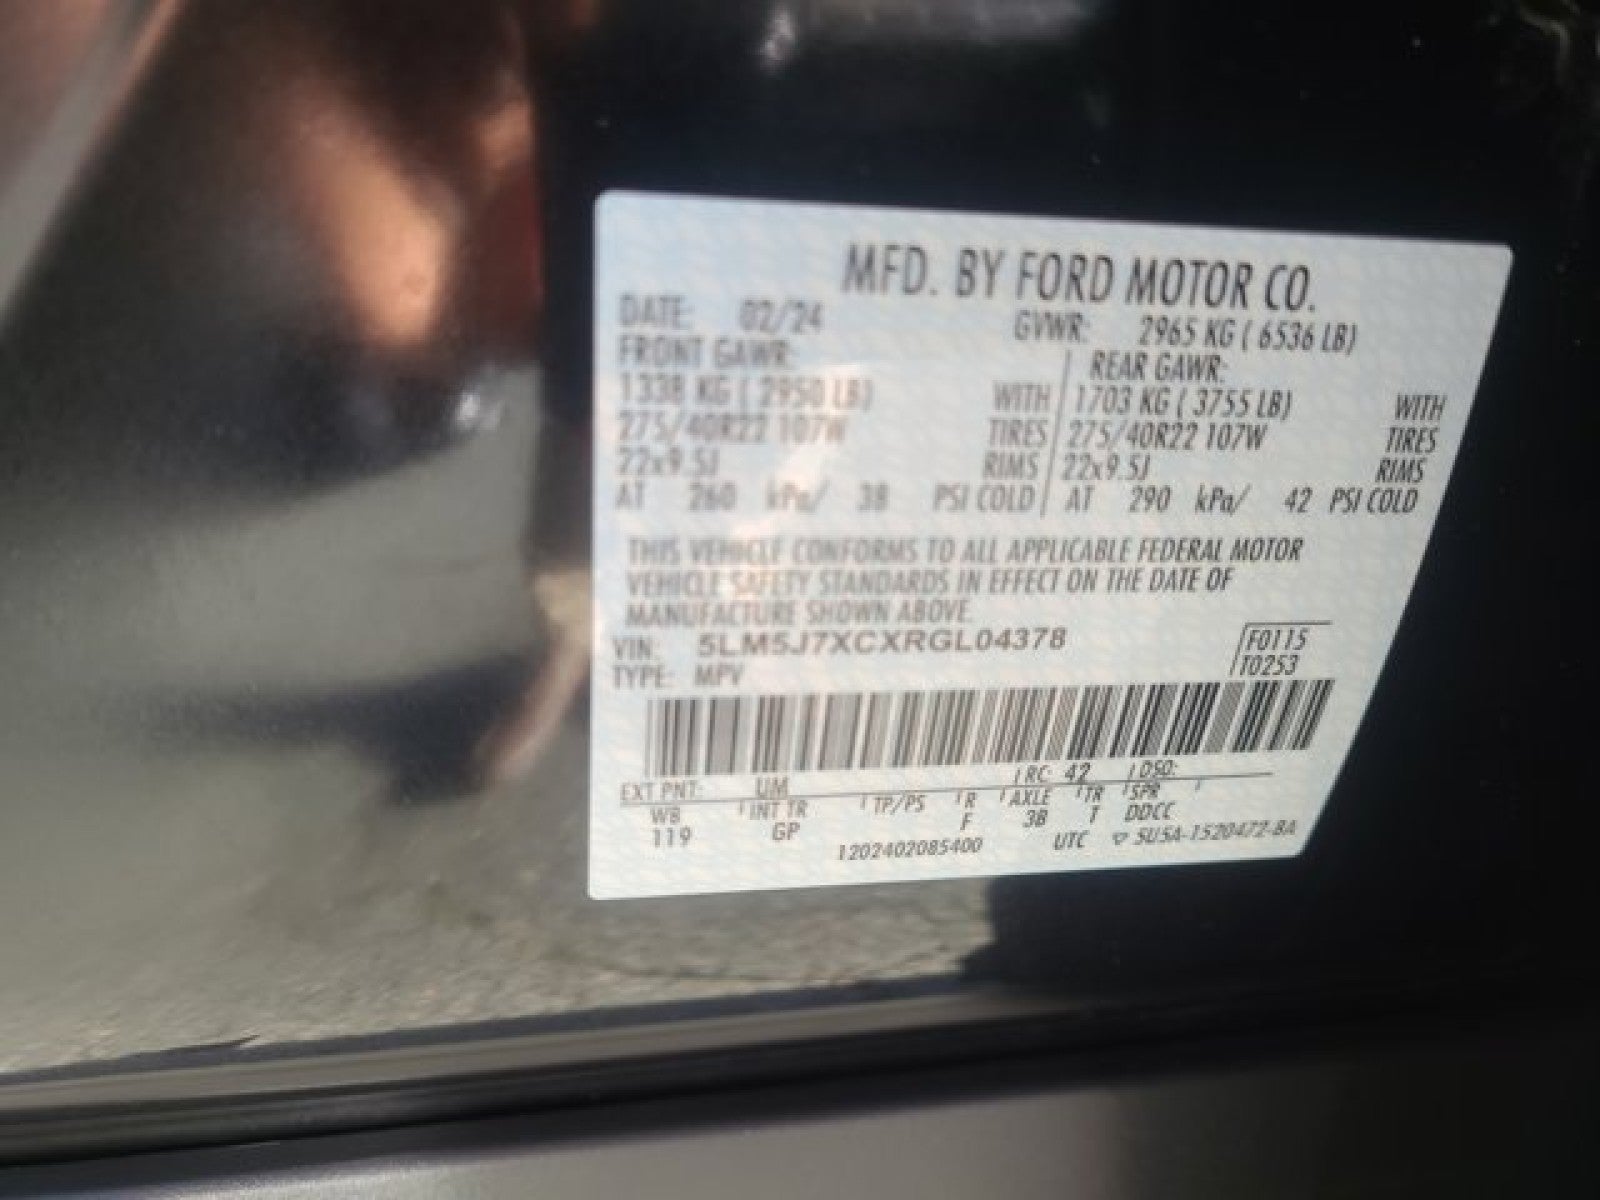 MFD. BY FORD MOTOR CO.
DATE: 02/24 GVWR: 2965 KG ( 6536 LB)
FRONT GAWR: REAR GAWR:
1338 KG ( 2950 LB) WITH 1703 KG ( 3755 LB) WITH
275/40R22 107W TIRES 275/40R22 107W TIRES
22x9.5J RIMS 22x9.5J RIMS
AT 260 kPa/ 38 PSI COLD AT 290 kPa/ 42 PSI COLD
THIS VEHICLE CONFORMS TO ALL APPLICABLE FEDERAL MOTOR
VEHICLE SAFETY STANDARDS IN EFFECT ON THE DATE OF
MANUFACTURE SHOWN ABOVE.
VIN: 5LM5J7XCXRGL04378 F0115
TYPE: MPV T0253
EXT PNT: UM RC: 42 DSO:
WB INT TR TP/PS R AXLE TR SPR
119 GP F 3B T DDCC
1202402085400 UTC 5U5A-1520472-BA